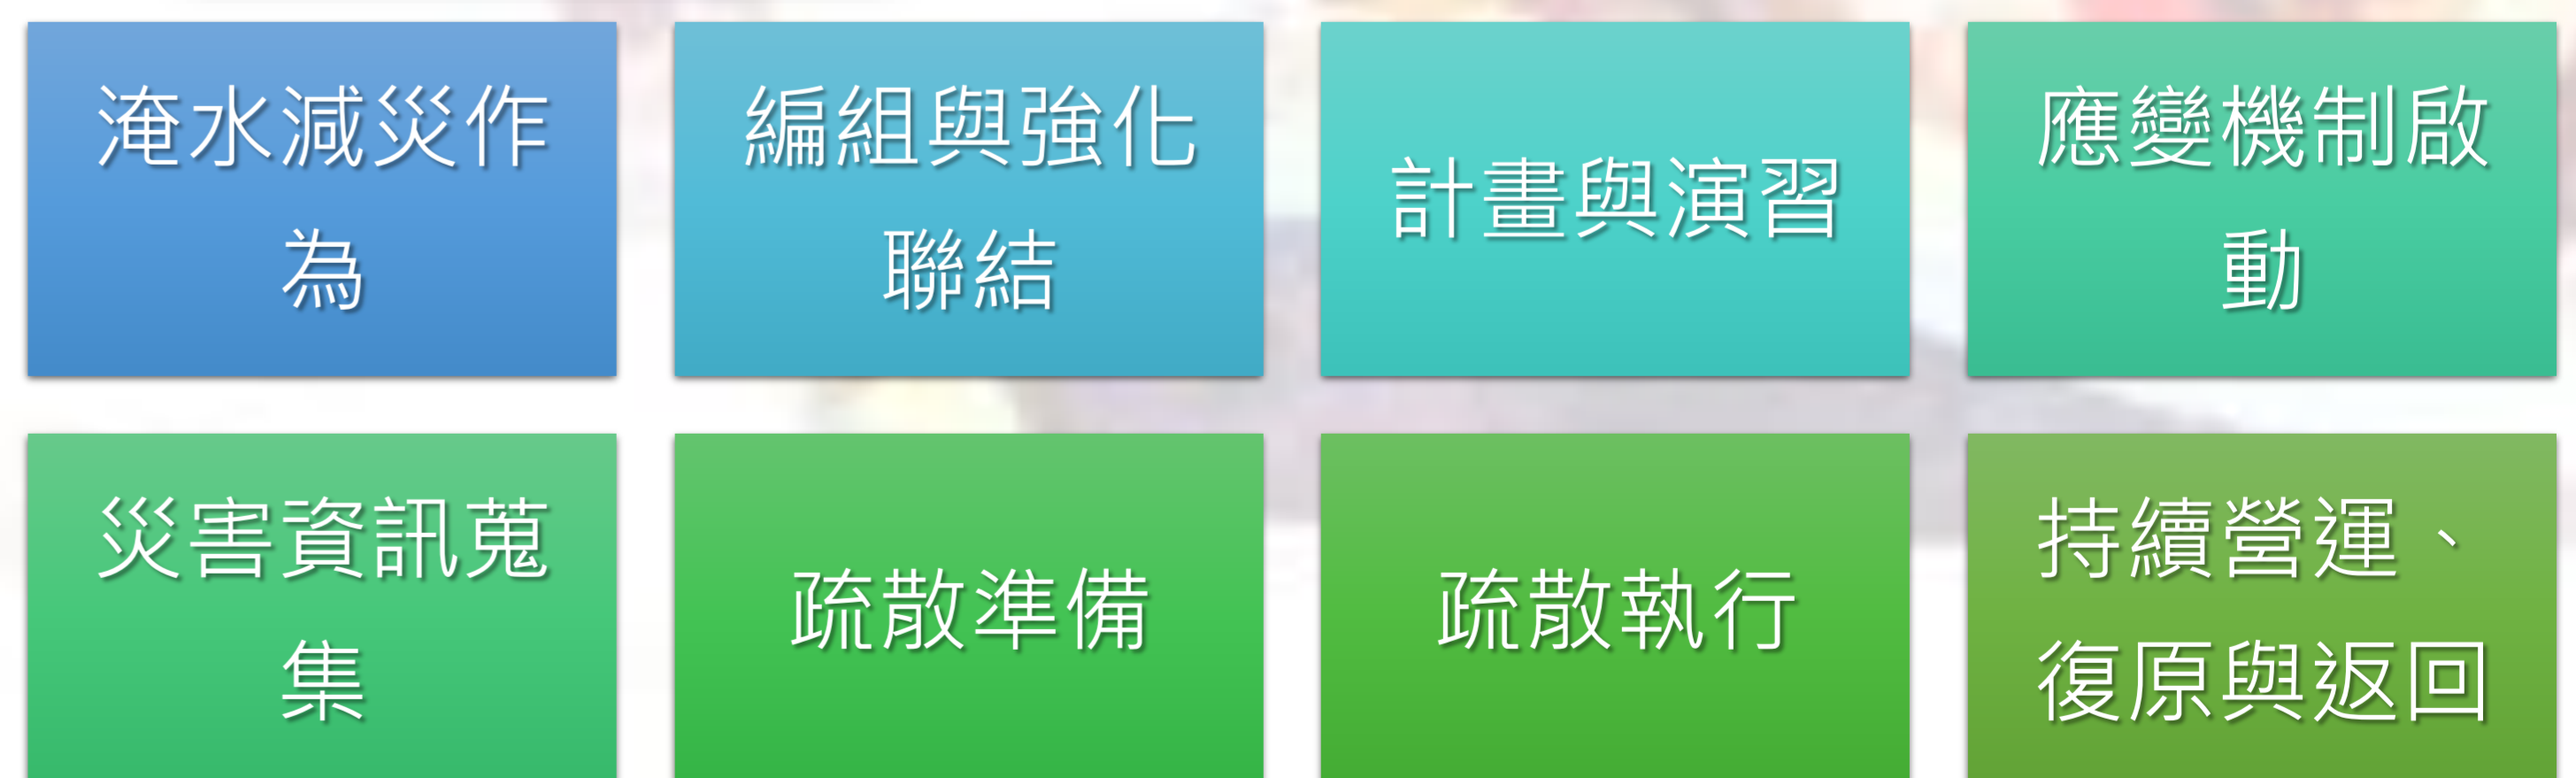 淹水減災作
為
編組與強化
聯結
計畫與演習
應變機制啟
動
災害資訊蒐
集
疏散準備
疏散執行
持續營運、
復原與返回